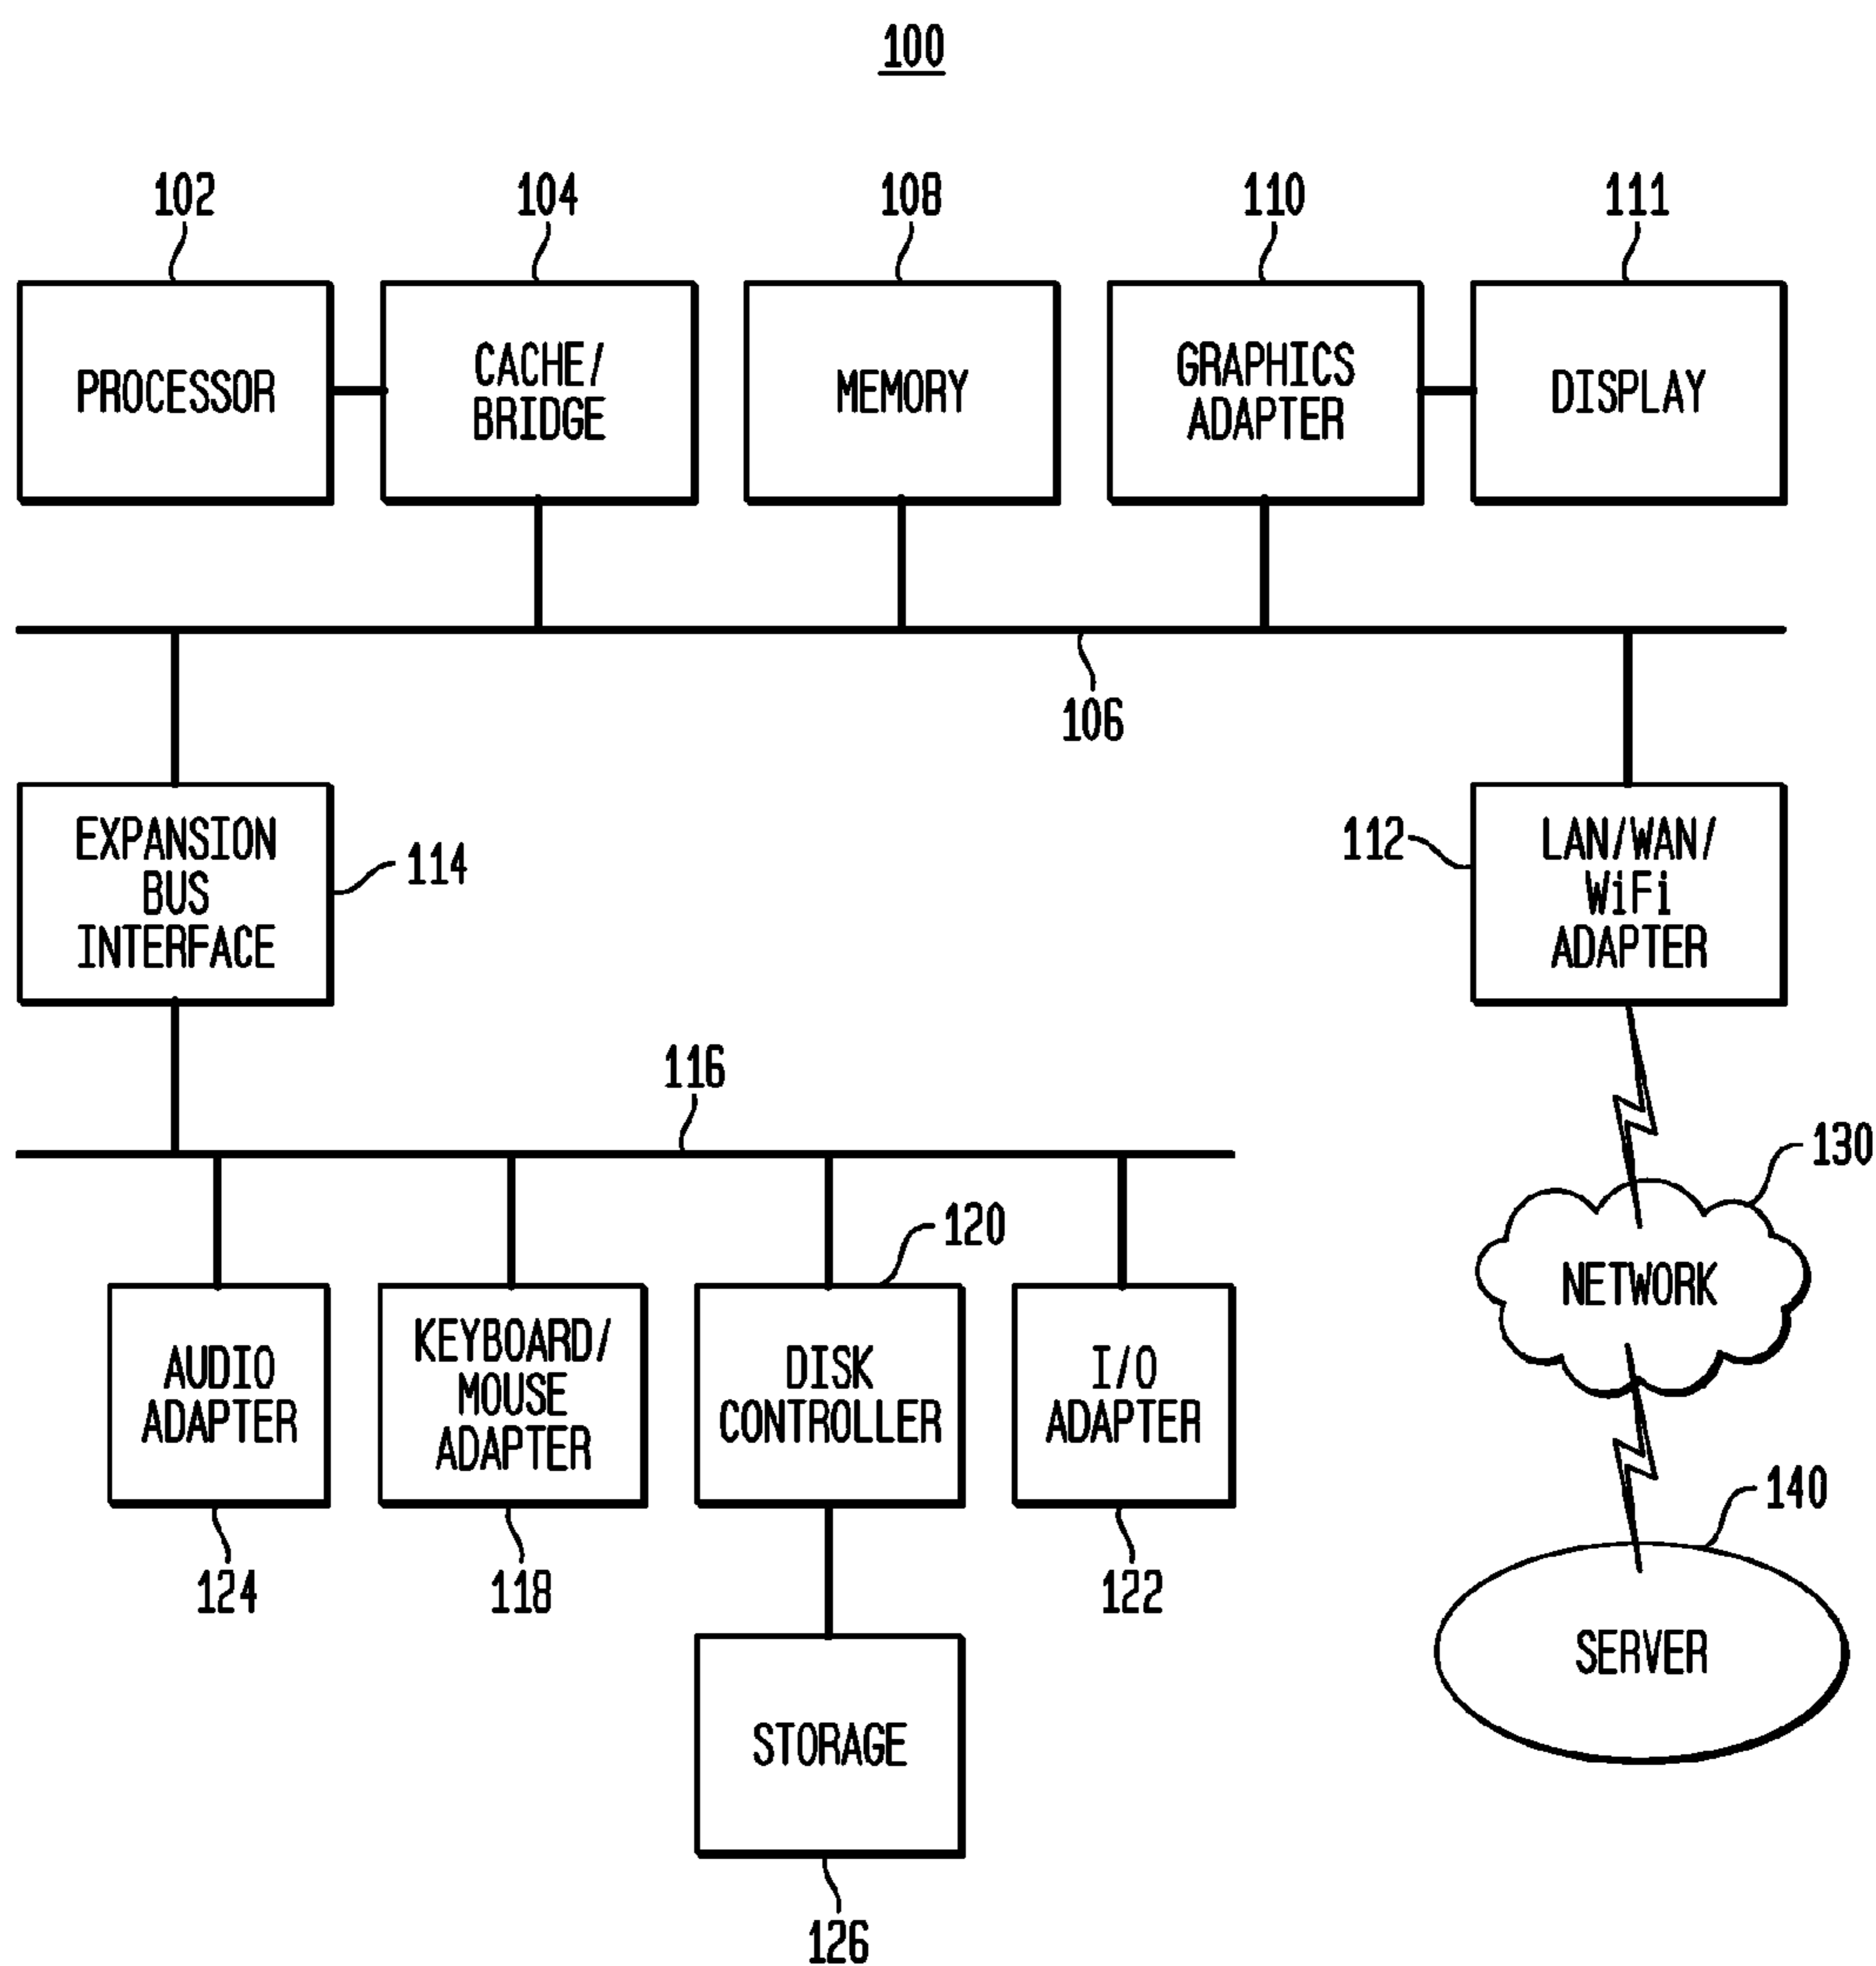 100
102
104
108
110
111
PROCESSOR
CACHE/
BRIDGE
MEMORY
GRAPHICS
ADAPTER
DISPLAY
106
EXPANSION
BUS
INTERFACE
114
112
LAN/WAN/
WiFi
ADAPTER
116
130
120
NETWORK
AUDIO
ADAPTER
KEYBOARD/
MOUSE
ADAPTER
DISK
CONTROLLER
I/O
ADAPTER
140
124
118
122
SERVER
STORAGE
126